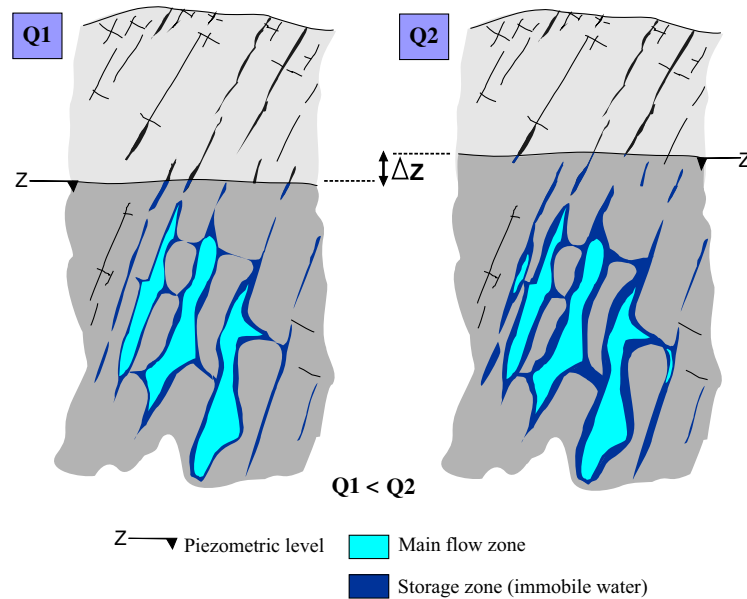 Q1
Q2
Z
ΔZ
Z
Q1 < Q2
Z Piezometric level
Main flow zone
Storage zone (immobile water)